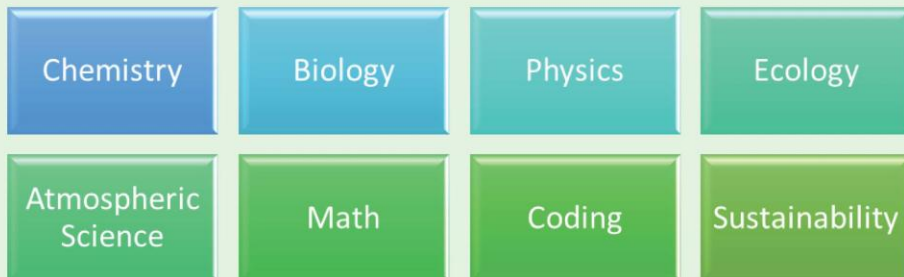 Chemistry
Biology
Physics
Ecology
Atmospheric
Science
Math
Coding
Sustainability